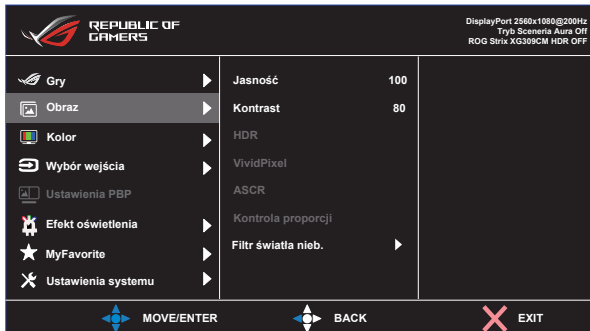 REPUBLIC OF
GAMERS
DisplayPort 2560x1080@200Hz
Tryb Sceneria Aura Off
ROG Strix XG309CM HDR OFF
Gry
Obraz
Kolor
Wybór wejścia
Ustawienia PBP
Efekt oświetlenia
MyFavorite
Ustawienia systemu
Jasność 100
Kontrast 80
HDR
VividPixel
ASCR
Kontrola proporcji
Filtr światła nieb.
MOVE/ENTER
BACK
EXIT